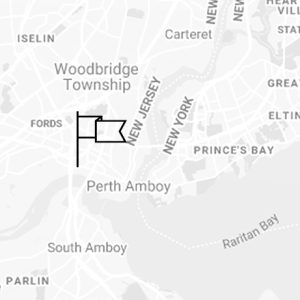 NEW
NEW
HEAR
VILL
ISELIN
Carteret
STAT
Woodbridge
Township
NEW JERSEY
GREAT
NEW YORK
ELTIN
FORDS
PRINCE'S BAY
Perth Amboy
Raritan Bay
South Amboy
PARLIN